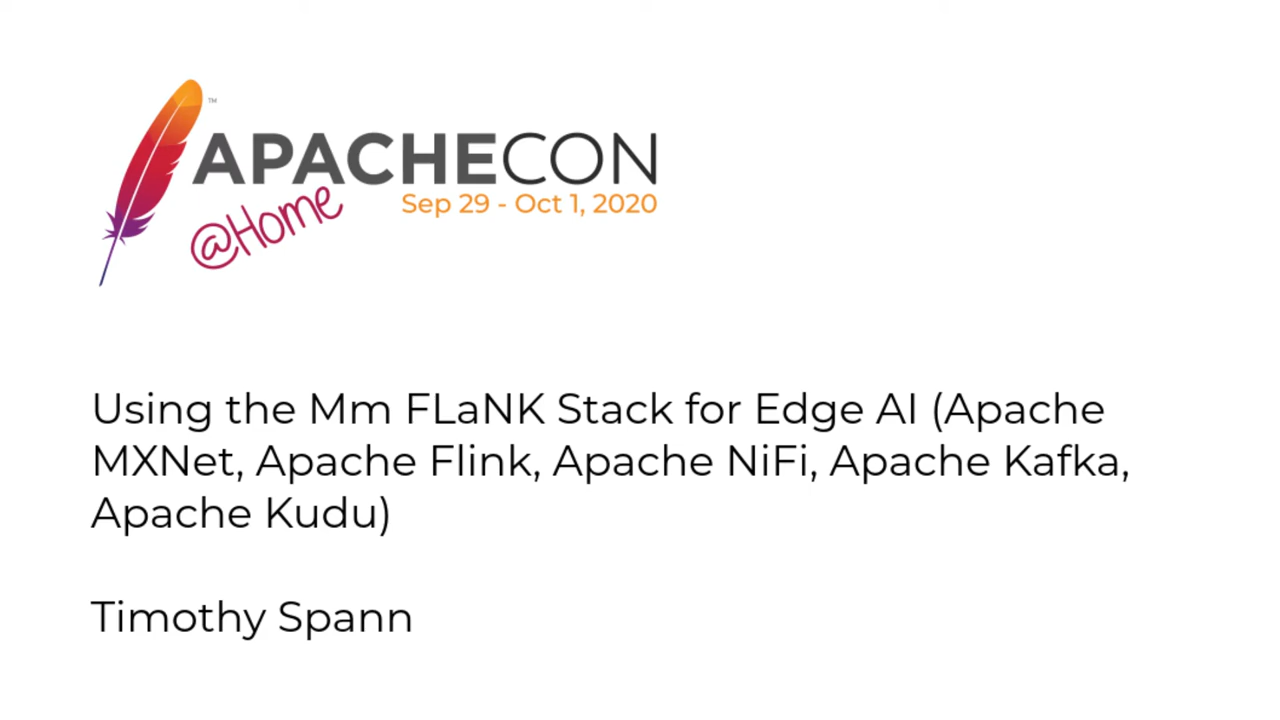 APACHECON
™
@Home
Sep 29 - Oct 1, 2020
Using the Mm FLaNK Stack for Edge AI (Apache
MXNet, Apache Flink, Apache NiFi, Apache Kafka,
Apache Kudu)
Timothy Spann